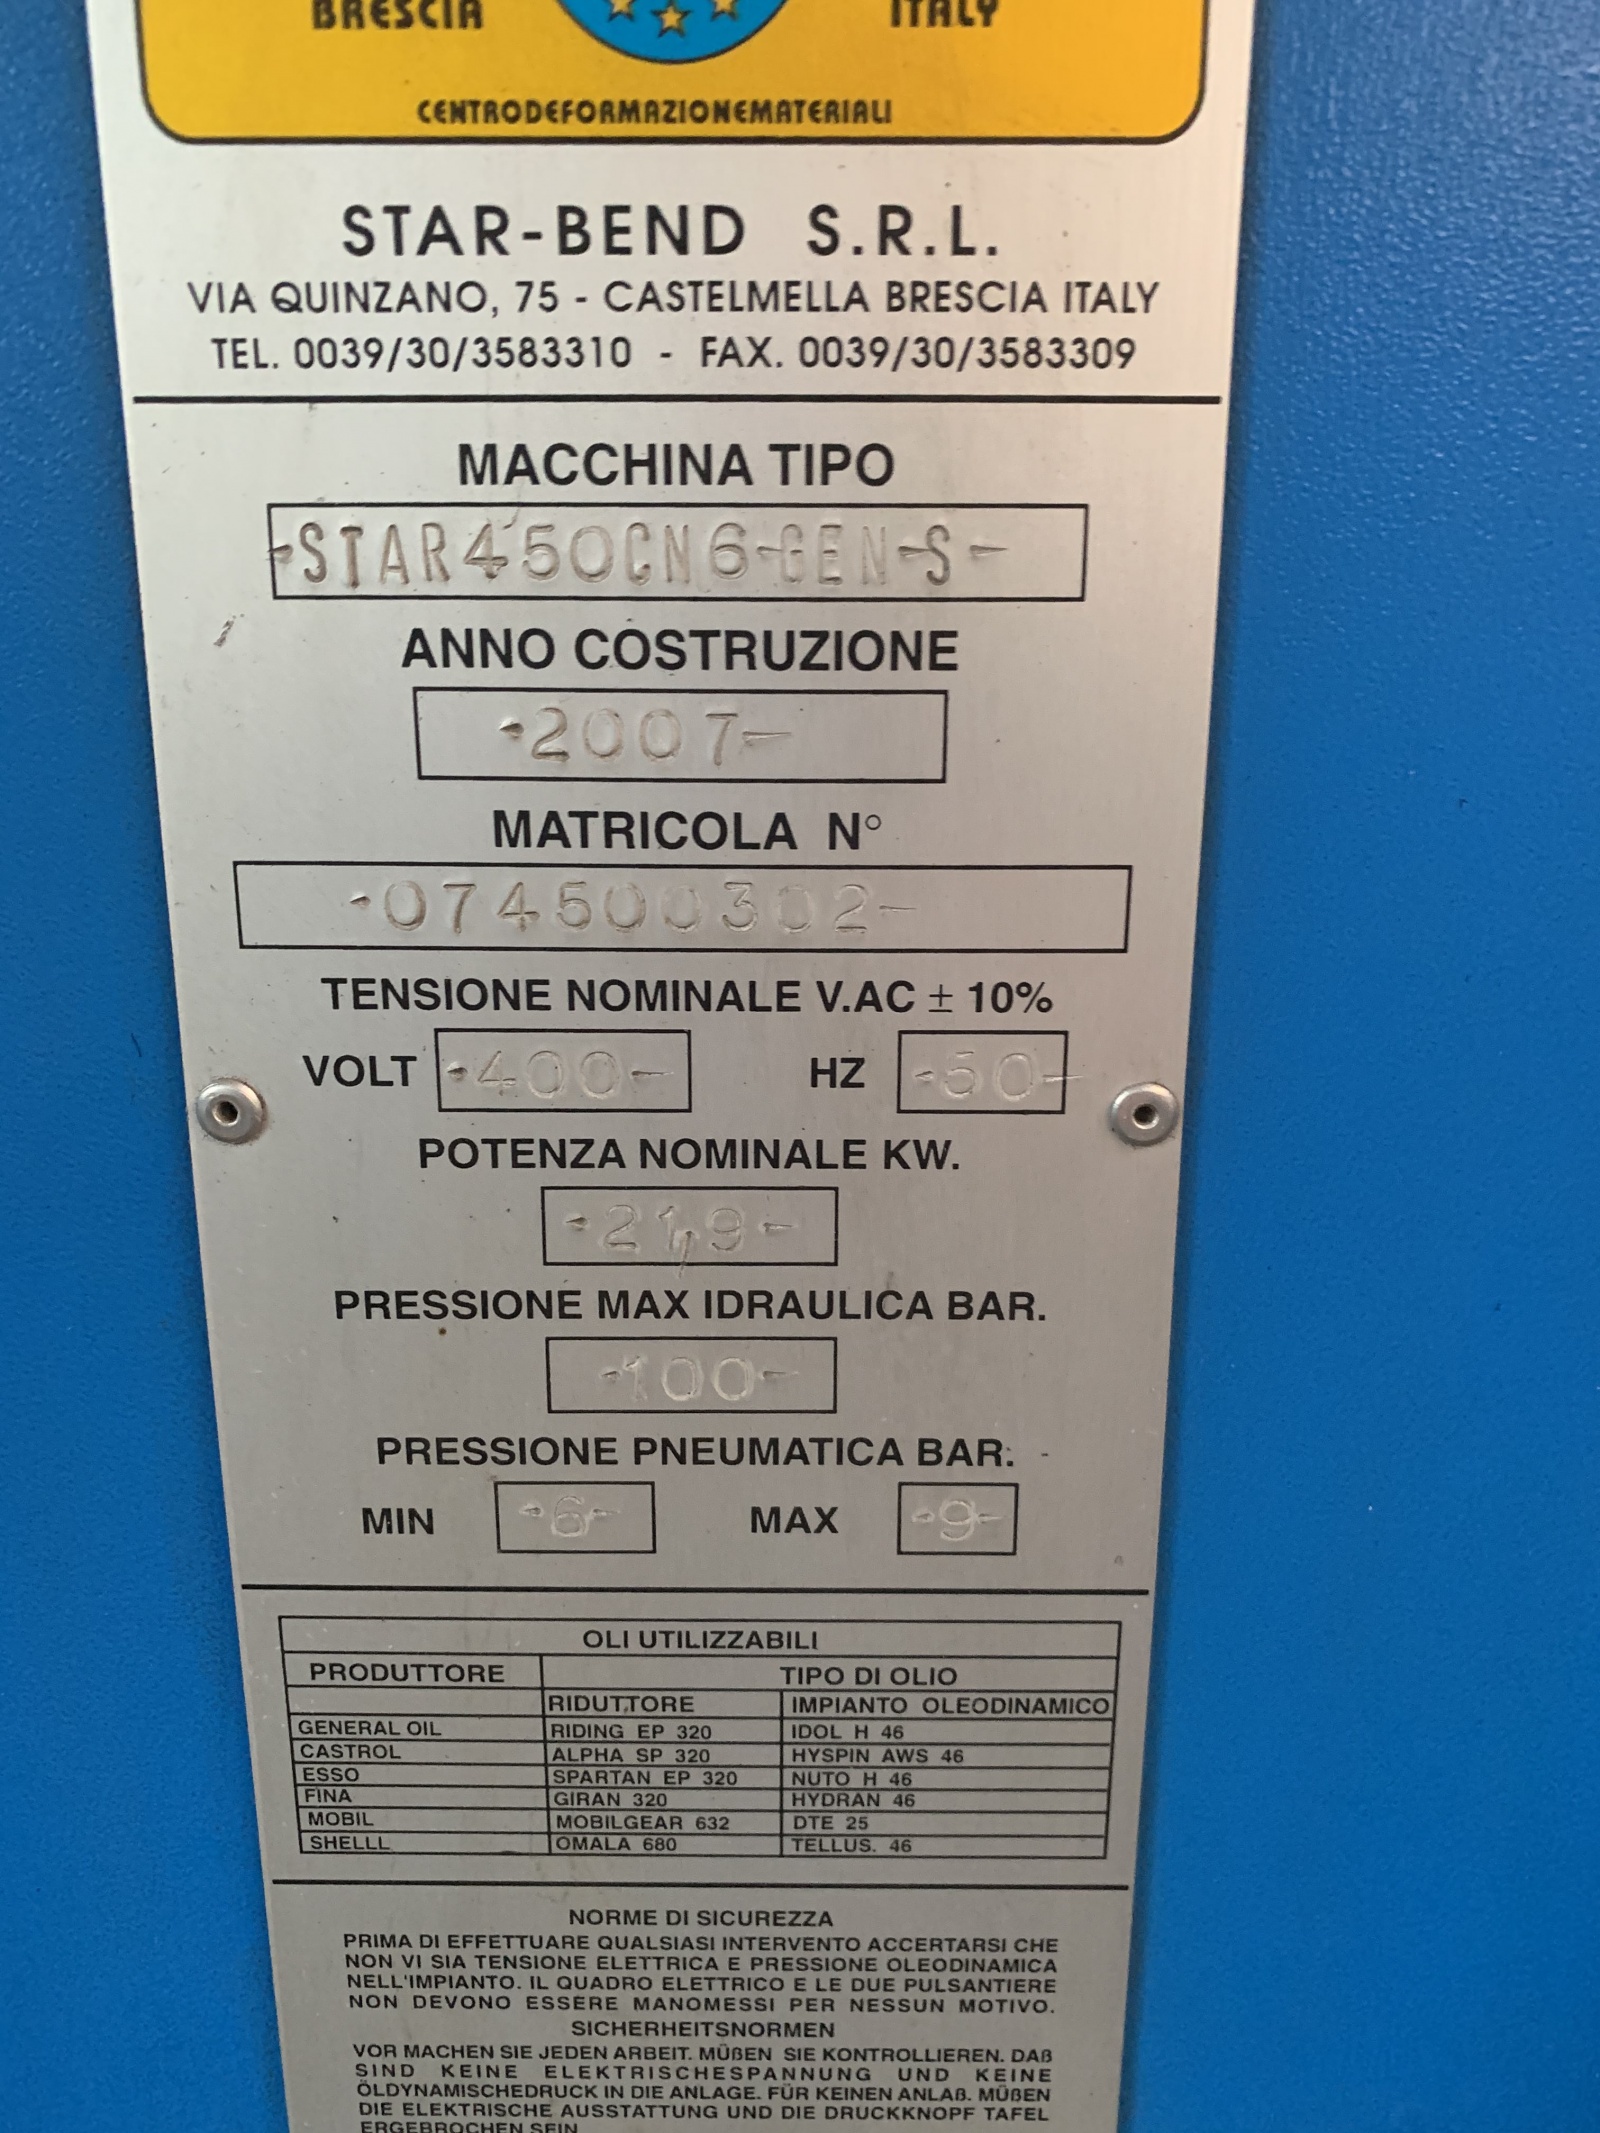 BRESCIA ITALY
CENTRODEFORMAZIONEMATERIALI
STAR-BEND S.R.L.
VIA QUINZANO, 75 - CASTELMELLA BRESCIA ITALY
TEL. 0039/30/3583310 - FAX. 0039/30/3583309
MACCHINA TIPO
-STAR450CN6-GEN-S-
ANNO COSTRUZIONE
-2007-
MATRICOLA N°
-074500302-
TENSIONE NOMINALE V.AC ± 10%
VOLT -400- HZ -50-
POTENZA NOMINALE KW.
-21,9-
PRESSIONE MAX IDRAULICA BAR.
-100-
PRESSIONE PNEUMATICA BAR.
MIN -6- MAX -9-
OLI UTILIZZABILI
PRODUTTORE TIPO DI OLIO
RIDUTTORE IMPIANTO OLEODINAMICO
GENERAL OIL RIDING EP 320 IDOL H 46
CASTROL ALPHA SP 320 HYSPIN AWS 46
ESSO SPARTAN EP 320 NUTO H 46
FINA GIRAN 320 HYDRAN 46
MOBIL MOBILGEAR 632 DTE 25
SHELLL OMALA 680 TELLUS. 46
NORME DI SICUREZZA
PRIMA DI EFFETTUARE QUALSIASI INTERVENTO ACCERTARSI CHE
NON VI SIA TENSIONE ELETTRICA E PRESSIONE OLEODINAMICA
NELL'IMPIANTO. IL QUADRO ELETTRICO E LE DUE PULSANTIERE
NON DEVONO ESSERE MANOMESSI PER NESSUN MOTIVO.
SICHERHEITSNORMEN
VOR MACHEN SIE JEDEN ARBEIT. MÜßEN SIE KONTROLLIEREN. DAß
SIND KEINE ELEKTRISCHESPANNUNG UND KEINE
ÖLDYNAMISCHEDRUCK IN DIE ANLAGE. FÜR KEINEN ANLAß. MÜßEN
DIE ELEKTRISCHE AUSSTATTUNG UND DIE DRUCKKNOPF TAFEL
ERGEBROCHEN SEIN